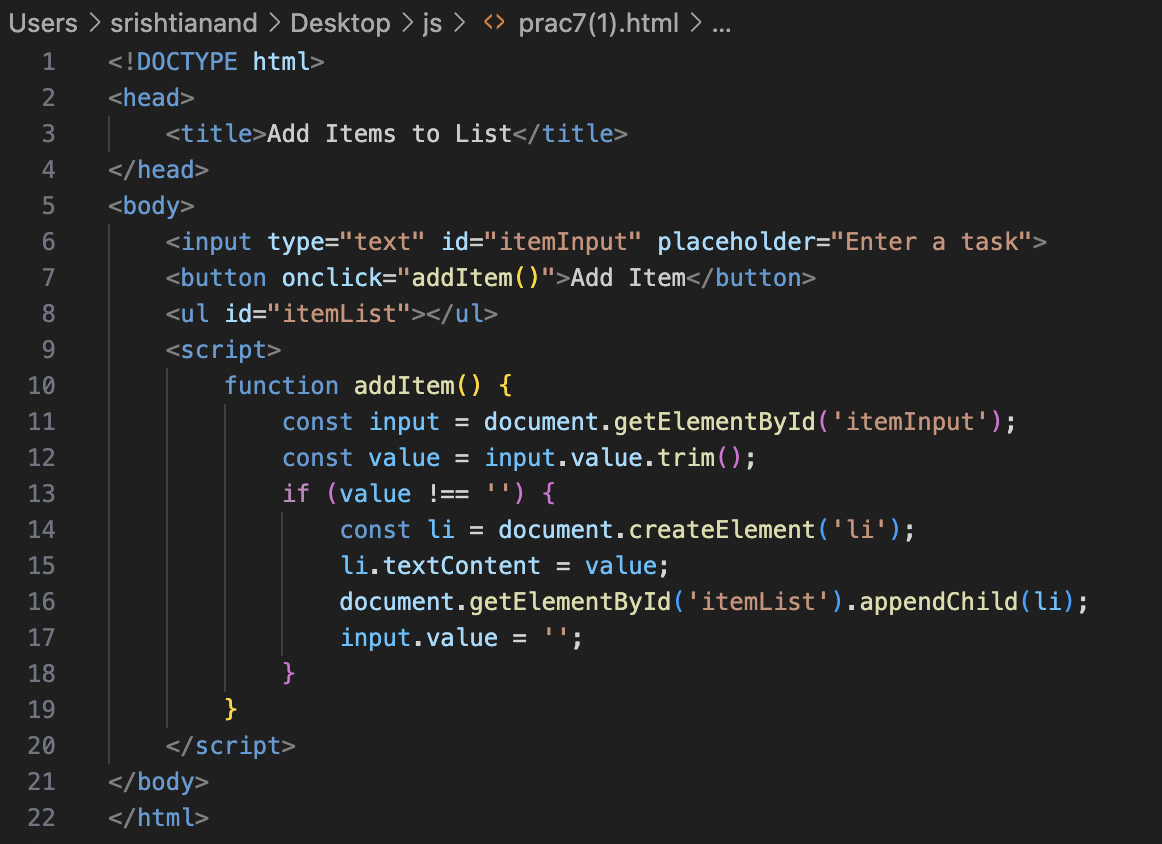 Users > srishtianand > Desktop > js > <> prac7(1).html > ...
1 <!DOCTYPE html>
2 <head>
3     <title>Add Items to List</title>
4 </head>
5 <body>
6     <input type="text" id="itemInput" placeholder="Enter a task">
7     <button onclick="addItem()">Add Item</button>
8     <ul id="itemList"></ul>
9     <script>
10         function addItem() {
11             const input = document.getElementById('itemInput');
12             const value = input.value.trim();
13             if (value !== '') {
14                 const li = document.createElement('li');
15                 li.textContent = value;
16                 document.getElementById('itemList').appendChild(li);
17                 input.value = '';
18             }
19         }
20     </script>
21 </body>
22 </html>